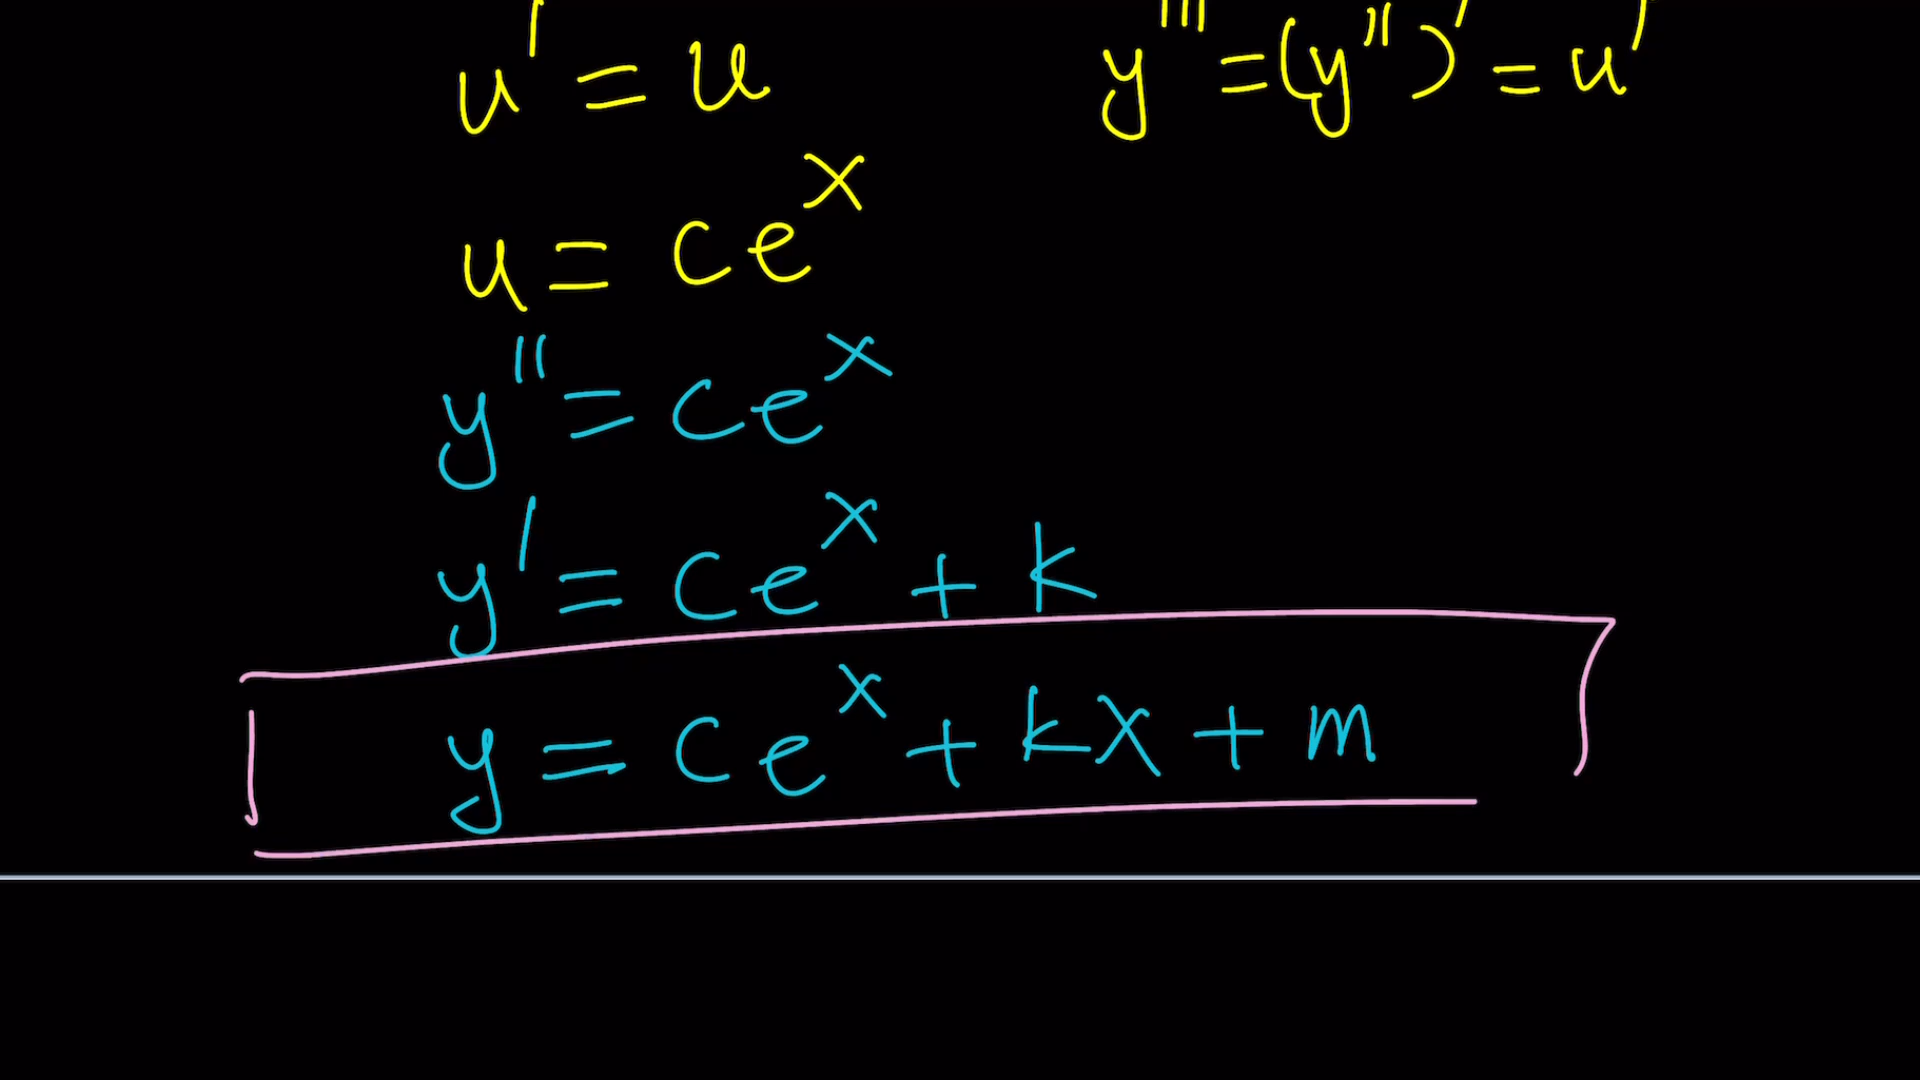 u' = u
y''' = (y'')' = u'
u = ce^x
y'' = ce^x
y' = ce^x + k
y = ce^x + kx + m